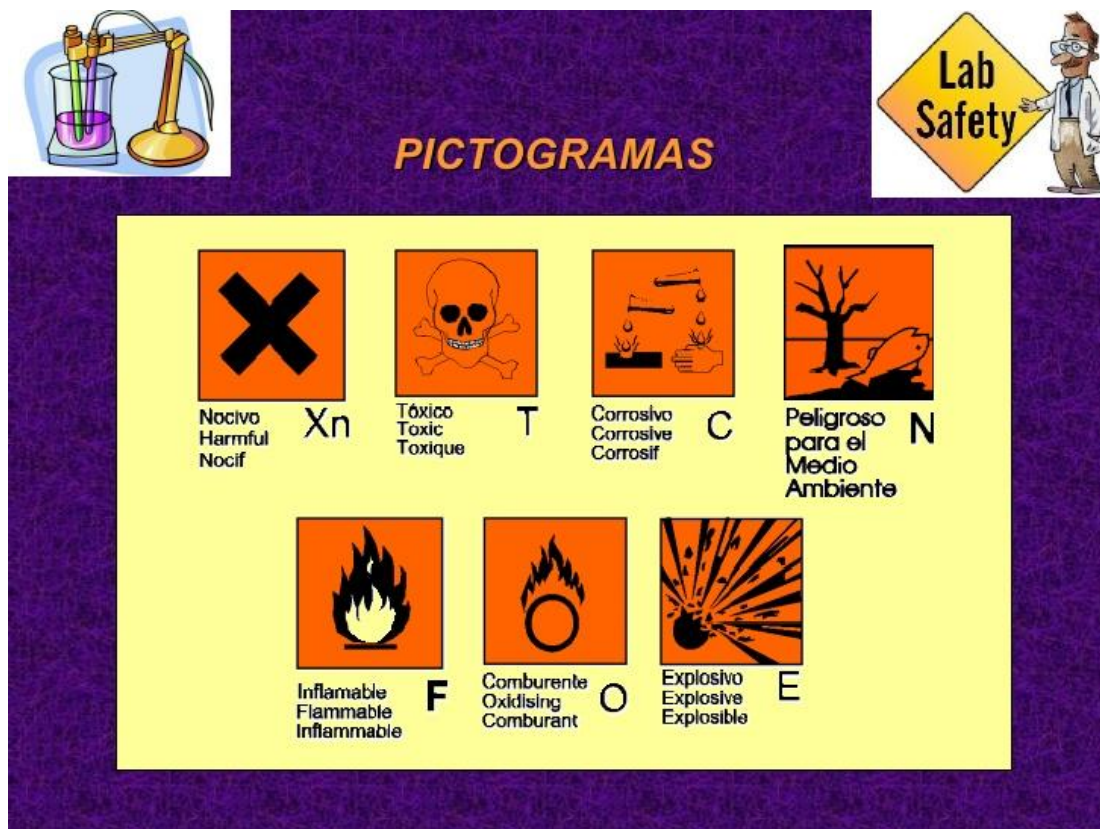 Lab
Safety
PICTOGRAMAS
Nocivo
Harmful
Nocif
Xn
Tóxico
Toxic
Toxique
T
Corrosivo
Corrosive
Corrosif
C
Peligroso
para el
Medio
Ambiente
N
Inflamable
Flammable
Inflammable
F
Comburente
Oxidising
Comburant
O
Explosivo
Explosive
Explosible
E